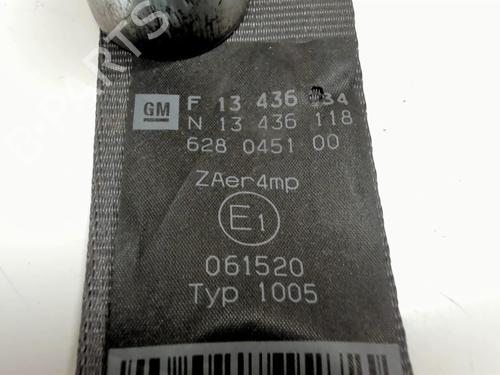 GM
F 13 436
N 13 436 118
628 0451 00
ZAer4mp
E1
061520
Typ 1005